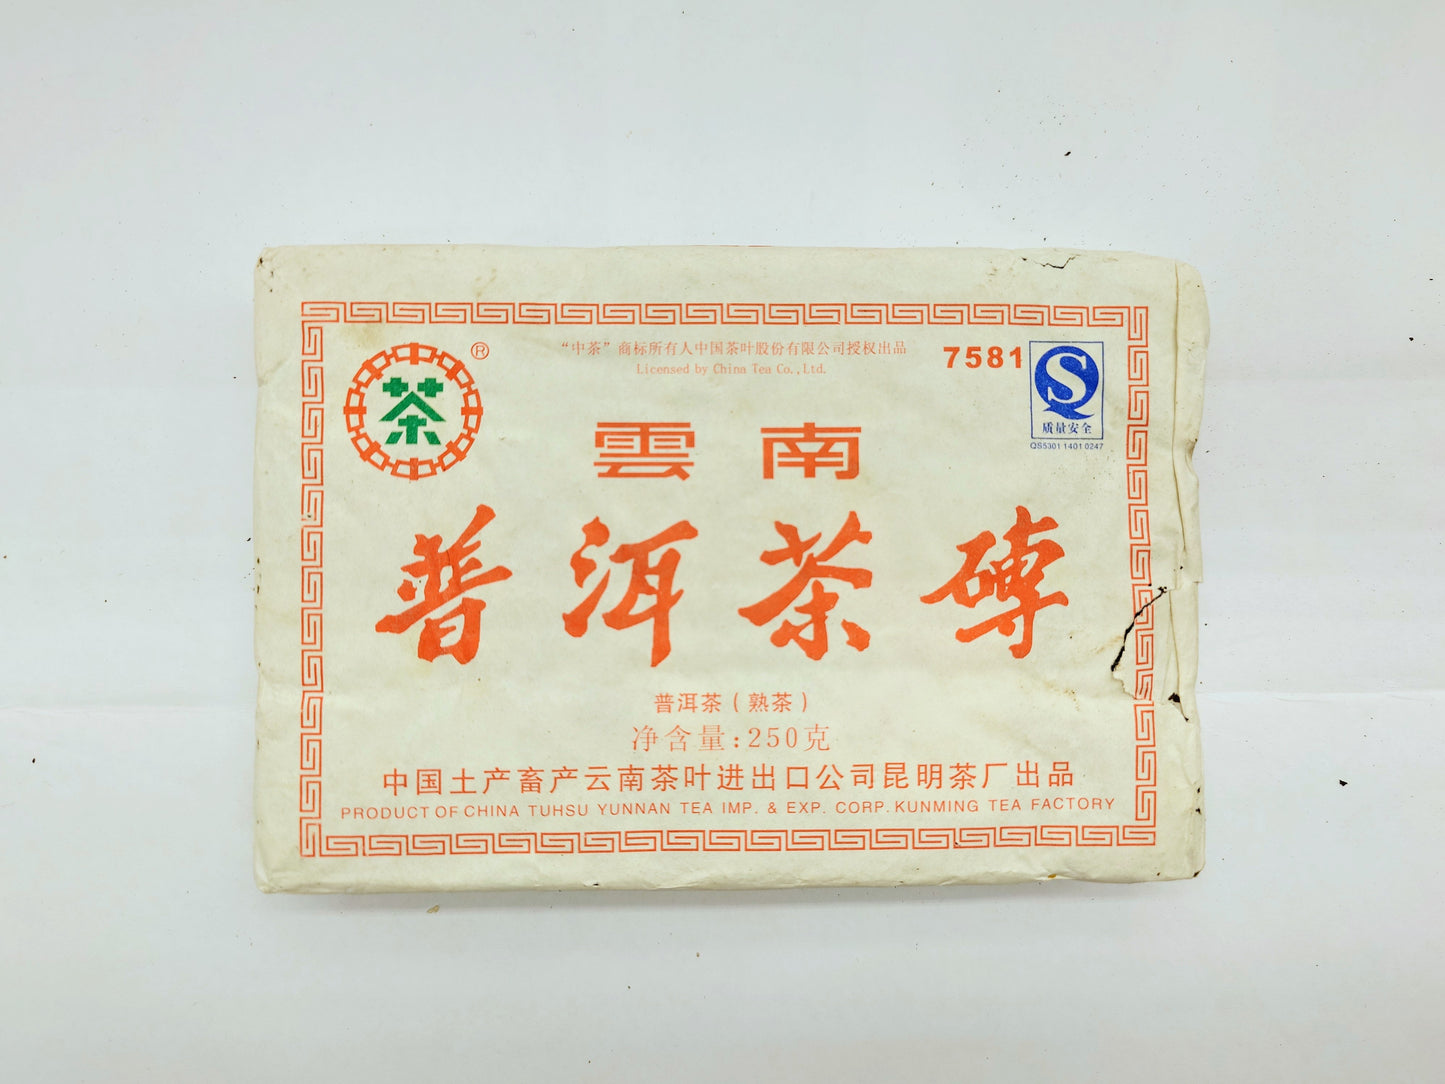 “中茶”商标所有人中国茶叶股份有限公司授权出品
Licensed by China Tea Co.,Ltd.
7581
茶
®
S
质量安全
QS5301 1401 0247
雲南
普洱茶磚
普洱茶(熟茶)
净含量:250克
中国土产畜产云南茶叶进出口公司昆明茶厂出品
PRODUCT OF CHINA TUHSU YUNNAN TEA IMP. & EXP. CORP. KUNMING TEA FACTORY